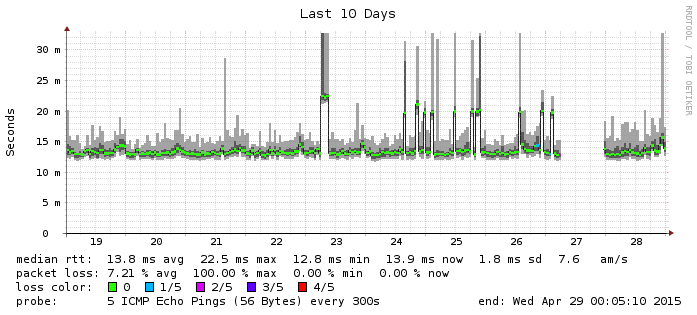 Last 10 Days
RRDTOOL / TOBI OETIKER
Seconds
30 m
25 m
20 m
15 m
10 m
5 m
0
19 20 21 22 23 24 25 26 27 28
median rtt: 13.8 ms avg 22.5 ms max 12.8 ms min 13.9 ms now 1.8 ms sd 7.6 am/s
packet loss: 7.21 % avg 100.00 % max 0.00 % min 0.00 % now
loss color: 0 1/5 2/5 3/5 4/5
probe: 5 ICMP Echo Pings (56 Bytes) every 300s end: Wed Apr 29 00:05:10 2015